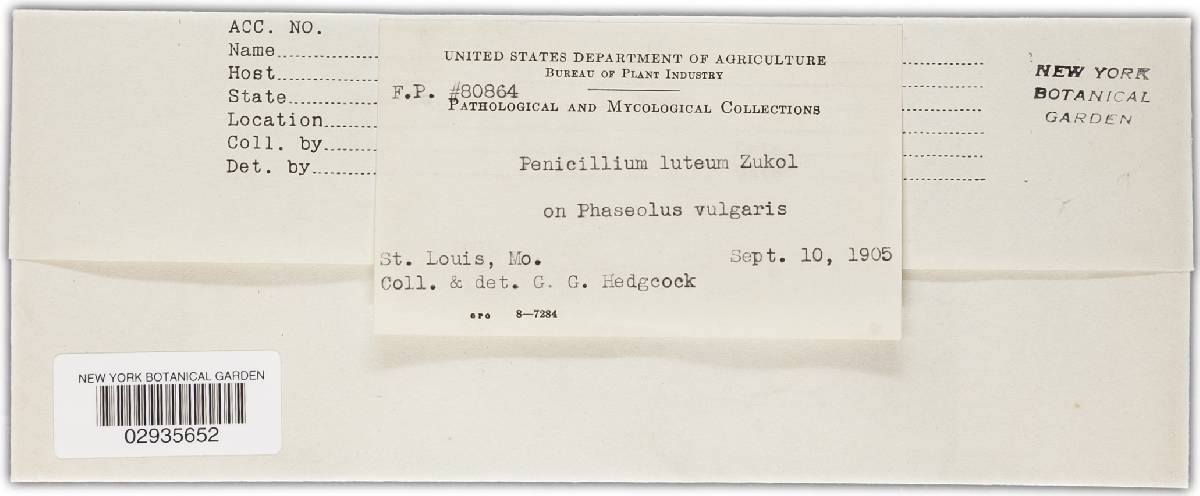 ACC. NO.
Name
Host
State
Location
Coll. by
Det. by
UNITED STATES DEPARTMENT OF AGRICULTURE
BUREAU OF PLANT INDUSTRY
F.P. #80864
PATHOLOGICAL AND MYCOLOGICAL COLLECTIONS
Penicillium luteum Zukol
on Phaseolus vulgaris
St. Louis, Mo. Sept. 10, 1905
Coll. & det. G. G. Hedgcock
GPO 8—7284
NEW YORK
BOTANICAL
GARDEN
NEW YORK BOTANICAL GARDEN
02935652